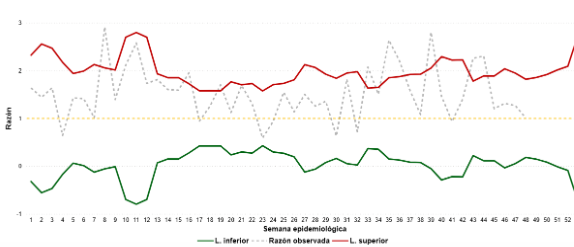 3
2
1
0
-1
Razón
1 2 3 4 5 6 7 8 9 10 11 12 13 14 15 16 17 18 19 20 21 22 23 24 25 26 27 28 29 30 31 32 33 34 35 36 37 38 39 40 41 42 43 44 45 46 47 48 49 50 51 52
Semana epidemiológica
L. inferior Razón observada L. superior